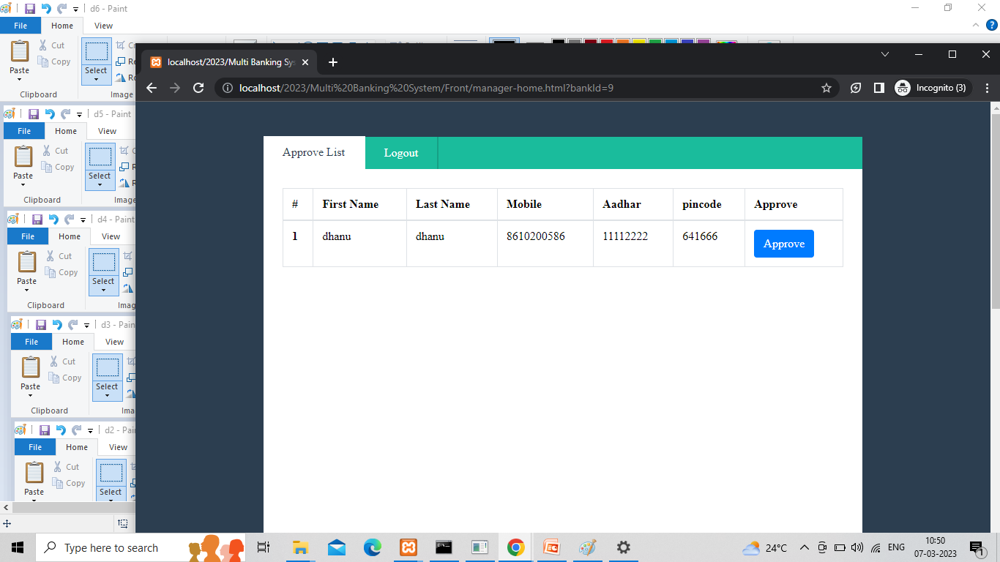 d6 - Paint
File Home View
Paste
Cut
Copy
Select
Clipboard
Image
d5 - Paint
File Home View
Paste
Cut
Copy
Select
Clipboard
Image
d4 - Paint
File Home View
Paste
Cut
Copy
Select
Clipboard
Imag
d3 - Pain
File Home View
Paste
Cut
Copy
Select
Clipboard
Ima
d2 - Pai
File Home View
Paste
Cut
Copy
Select
localhost/2023/Multi Banking Sys
localhost/2023/Multi%20Banking%20System/Front/manager-home.html?bankId=9
Incognito (3)
Approve List Logout
# First Name Last Name Mobile Aadhar pincode Approve
1 dhanu dhanu 8610200586 11112222 641666 Approve
Type here to search
24°C ENG
10:50
07-03-2023
1